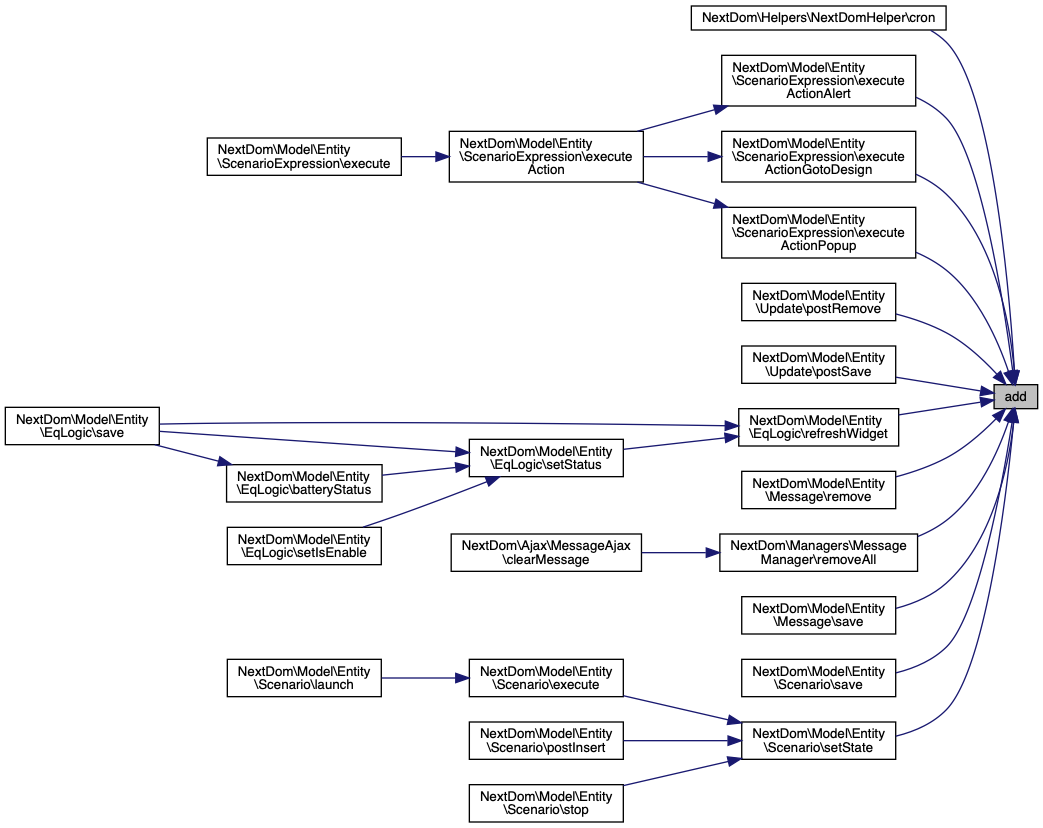 NextDom\Helpers\NextDomHelper\cron
NextDom\Model\Entity
\ScenarioExpression\execute
ActionAlert
NextDom\Model\Entity
\ScenarioExpression\execute
NextDom\Model\Entity
\ScenarioExpression\execute
Action
NextDom\Model\Entity
\ScenarioExpression\execute
ActionGotoDesign
NextDom\Model\Entity
\ScenarioExpression\execute
ActionPopup
NextDom\Model\Entity
\Update\postRemove
NextDom\Model\Entity
\Update\postSave
add
NextDom\Model\Entity
\EqLogic\save
NextDom\Model\Entity
\EqLogic\refreshWidget
NextDom\Model\Entity
\EqLogic\setStatus
NextDom\Model\Entity
\EqLogic\batteryStatus
NextDom\Model\Entity
\Message\remove
NextDom\Model\Entity
\EqLogic\setIsEnable
NextDom\Ajax\MessageAjax
\clearMessage
NextDom\Managers\Message
Manager\removeAll
NextDom\Model\Entity
\Message\save
NextDom\Model\Entity
\Scenario\launch
NextDom\Model\Entity
\Scenario\execute
NextDom\Model\Entity
\Scenario\save
NextDom\Model\Entity
\Scenario\postInsert
NextDom\Model\Entity
\Scenario\setState
NextDom\Model\Entity
\Scenario\stop